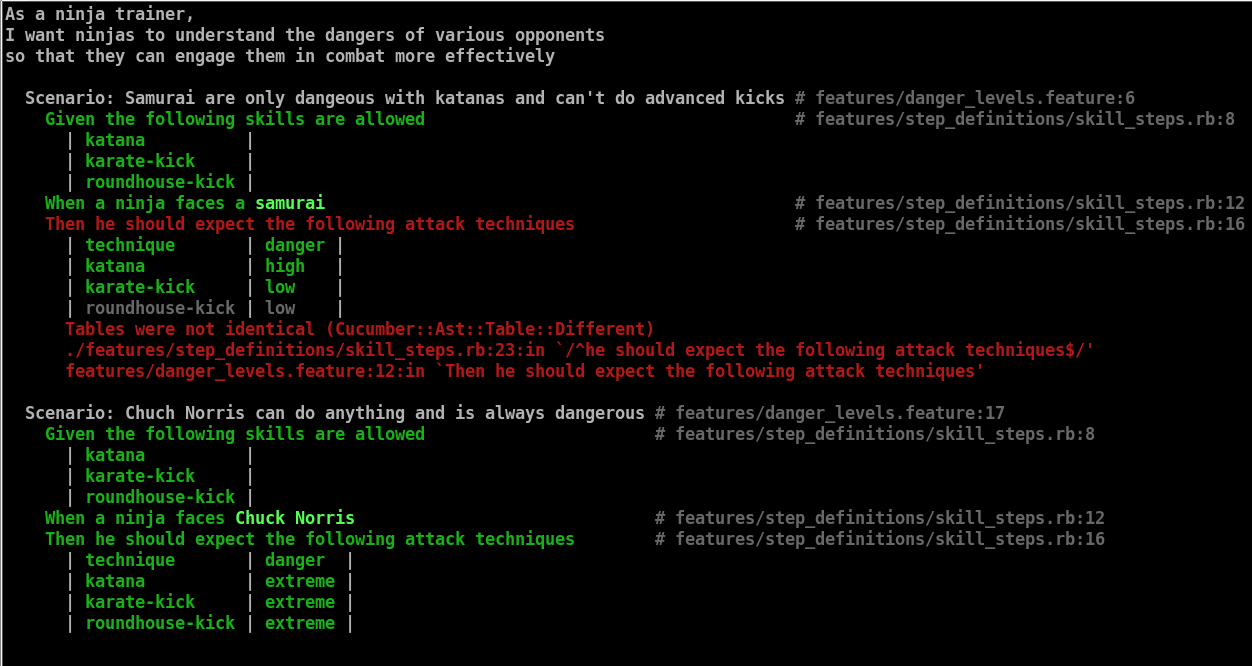 As a ninja trainer,
I want ninjas to understand the dangers of various opponents
so that they can engage them in combat more effectively

  Scenario: Samurai are only dangeous with katanas and can't do advanced kicks # features/danger_levels.feature:6
    Given the following skills are allowed                                     # features/step_definitions/skill_steps.rb:8
      | katana          |
      | karate-kick     |
      | roundhouse-kick |
    When a ninja faces a samurai                                               # features/step_definitions/skill_steps.rb:12
    Then he should expect the following attack techniques                      # features/step_definitions/skill_steps.rb:16
      | technique       | danger |
      | katana          | high   |
      | karate-kick     | low    |
      | roundhouse-kick | low    |
      Tables were not identical (Cucumber::Ast::Table::Different)
      ./features/step_definitions/skill_steps.rb:23:in `/^he should expect the following attack techniques$/'
      features/danger_levels.feature:12:in `Then he should expect the following attack techniques'

  Scenario: Chuch Norris can do anything and is always dangerous # features/danger_levels.feature:17
    Given the following skills are allowed                       # features/step_definitions/skill_steps.rb:8
      | katana          |
      | karate-kick     |
      | roundhouse-kick |
    When a ninja faces Chuck Norris                              # features/step_definitions/skill_steps.rb:12
    Then he should expect the following attack techniques        # features/step_definitions/skill_steps.rb:16
      | technique       | danger  |
      | katana          | extreme |
      | karate-kick     | extreme |
      | roundhouse-kick | extreme |